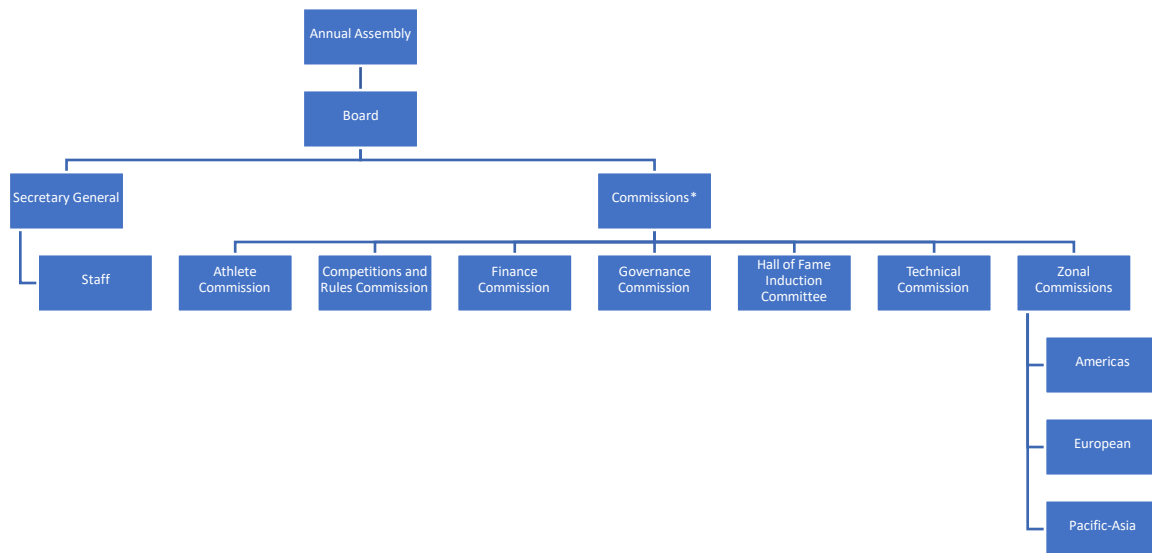 Annual Assembly
Board
Secretary General
Commissions*
Staff
Athlete
Commission
Competitions and
Rules Commission
Finance
Commission
Governance
Commission
Hall of Fame
Induction
Committee
Technical
Commission
Zonal
Commissions
Americas
European
Pacific-Asia